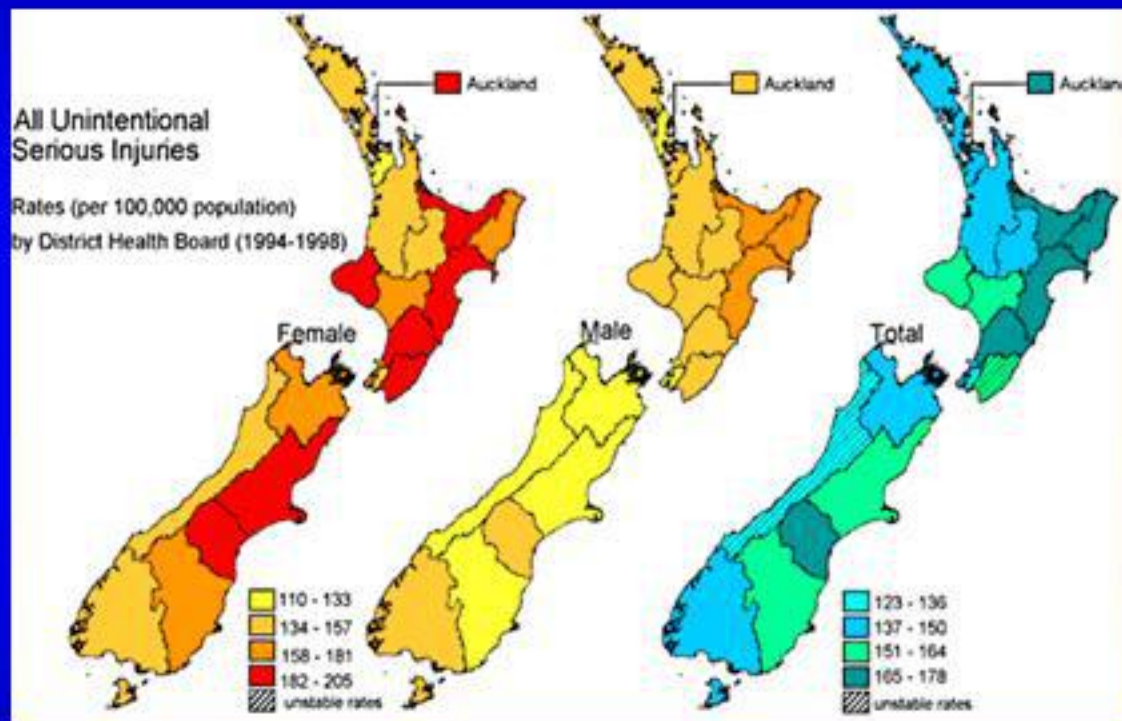 Auckland
Auckland
Auckland
All Unintentional
Serious Injuries
Rates (per 100,000 population)
by District Health Board (1994-1998)
Female
Male
Total
110 - 133
134 - 157
158 - 181
182 - 205
unstable rates
123 - 136
137 - 150
151 - 164
165 - 178
unstable rates